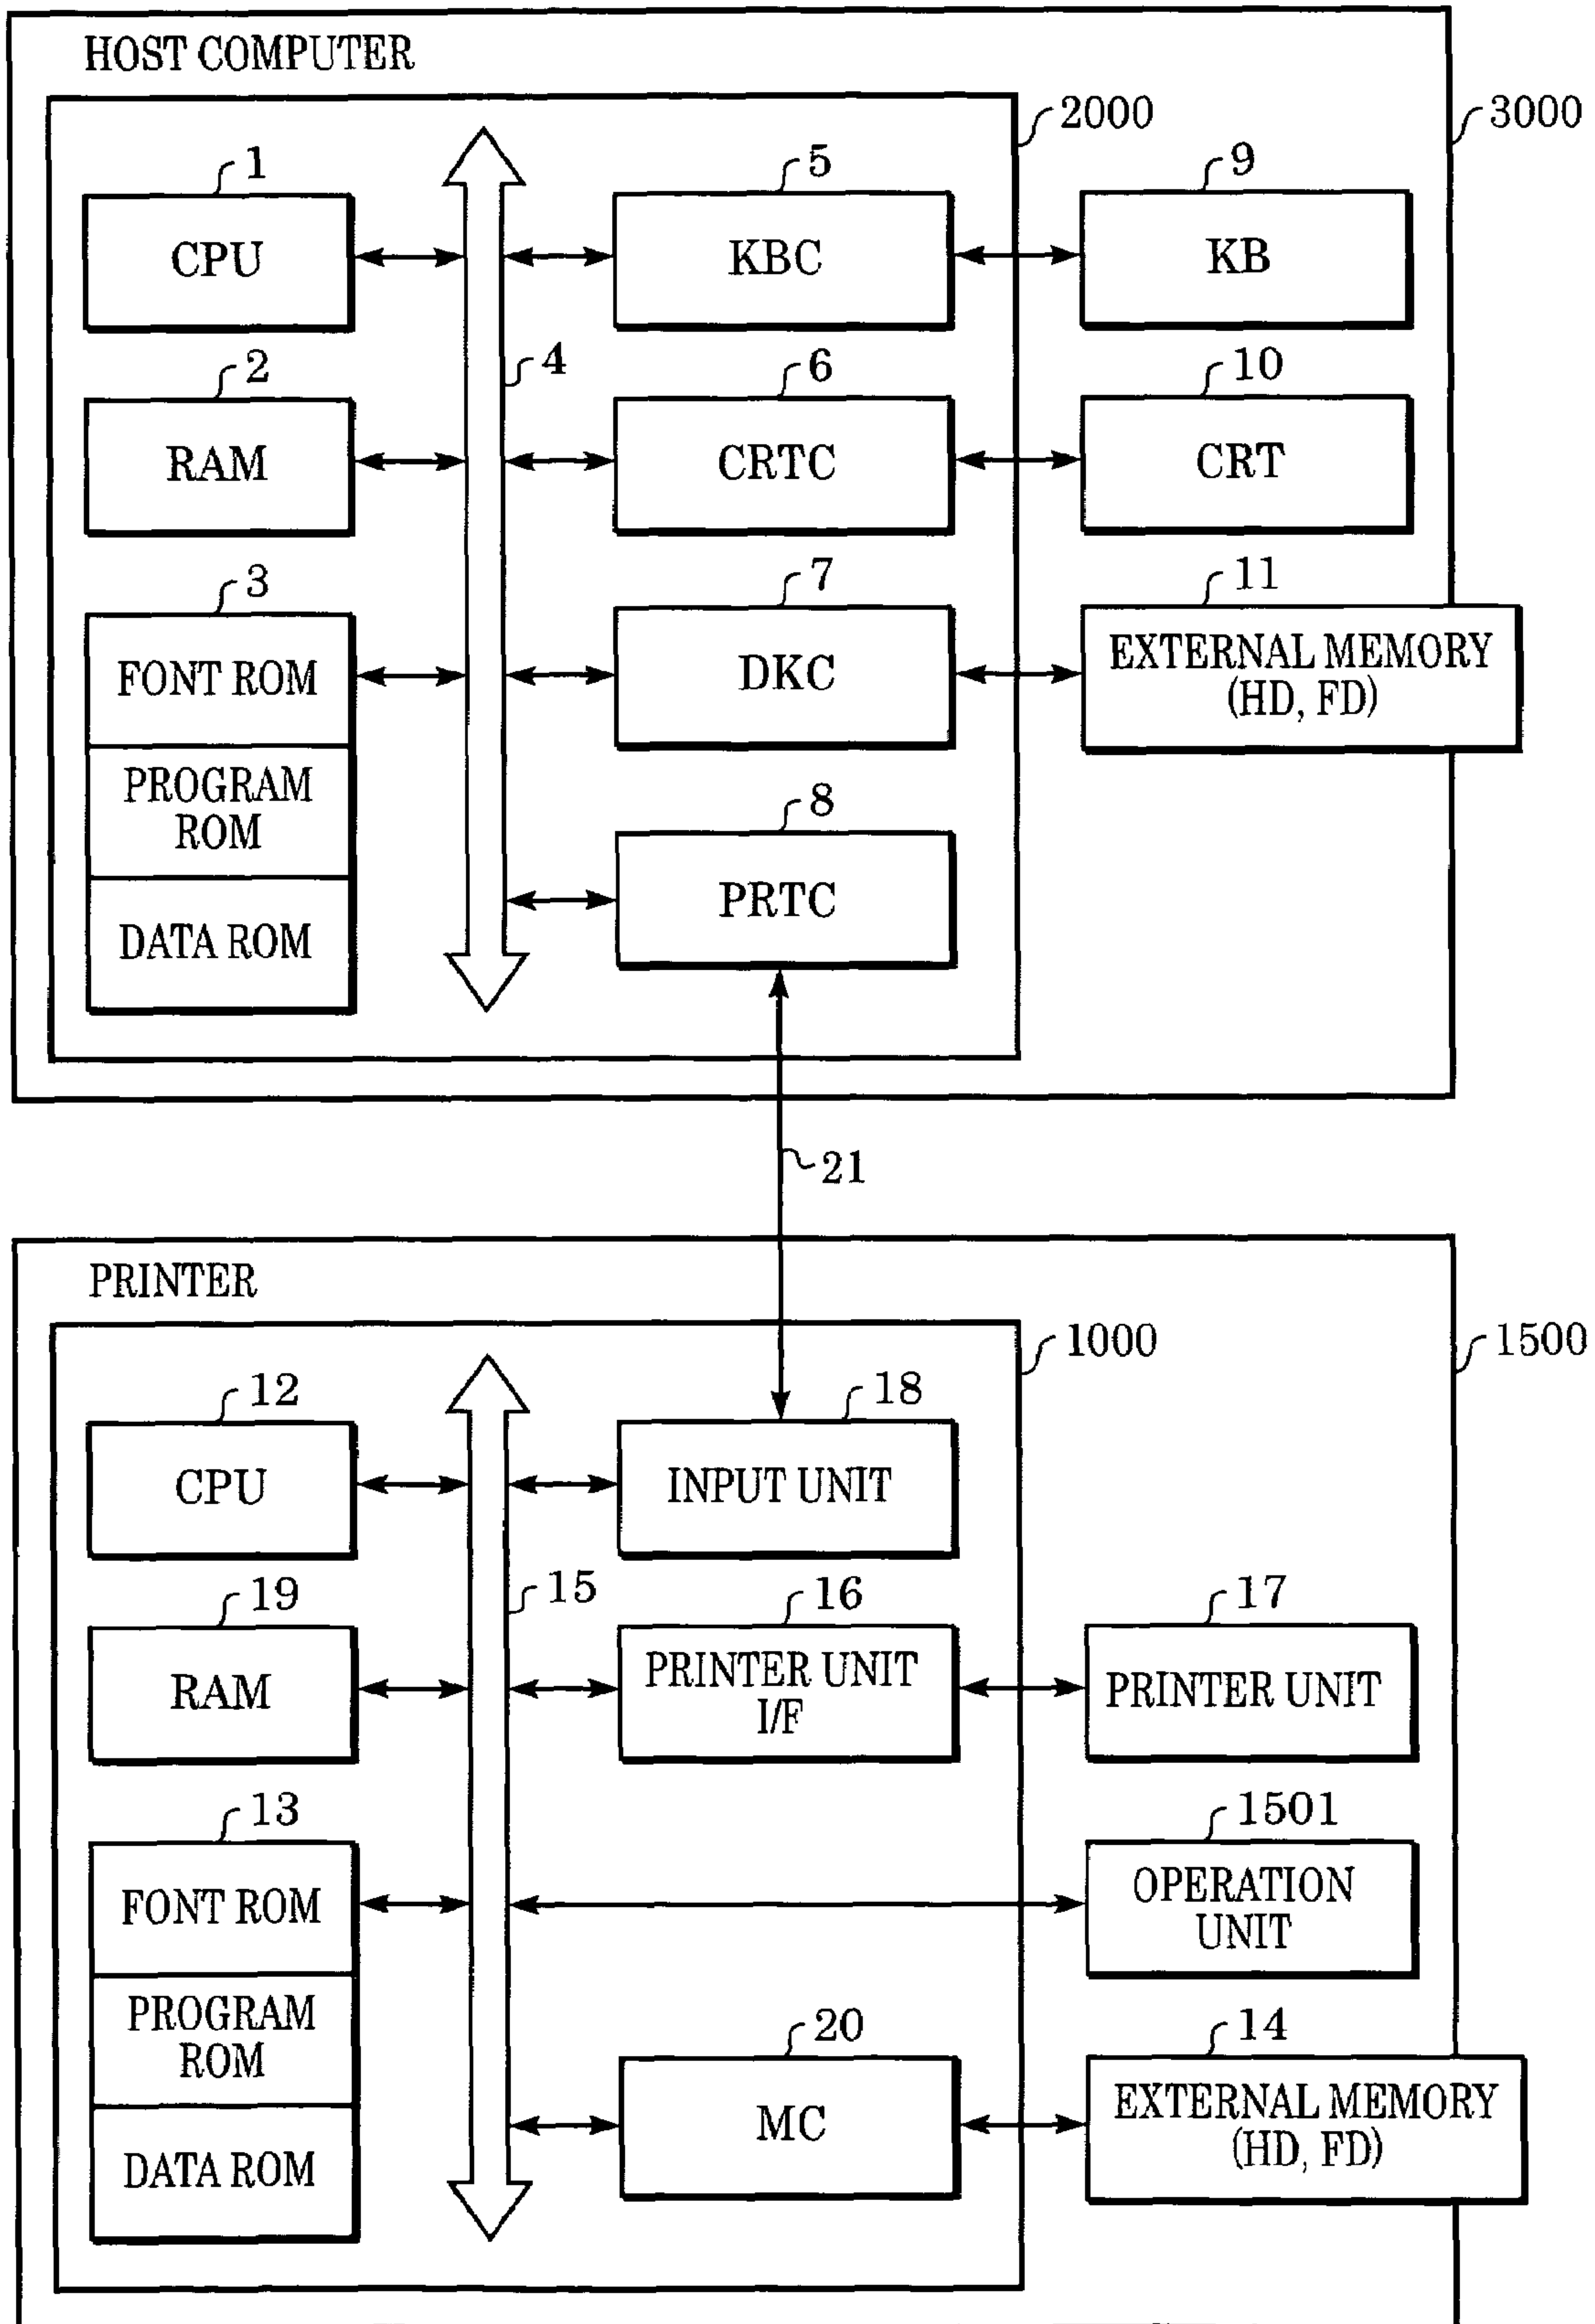 HOST COMPUTER
2000
3000
1
CPU
5
KBC
9
KB
2
RAM
4
6
CRTC
10
CRT
3
FONT ROM
PROGRAM
ROM
DATA ROM
7
DKC
11
EXTERNAL MEMORY
(HD, FD)
8
PRTC
21
PRINTER
1000
1500
12
CPU
18
INPUT UNIT
19
RAM
15
16
PRINTER UNIT
I/F
17
PRINTER UNIT
13
FONT ROM
PROGRAM
ROM
DATA ROM
1501
OPERATION
UNIT
20
MC
14
EXTERNAL MEMORY
(HD, FD)